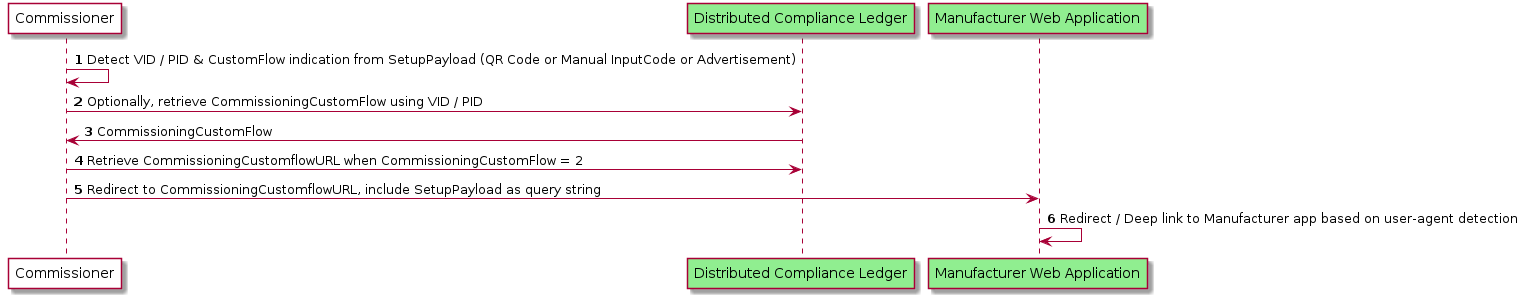 Commissioner
Distributed Compliance Ledger
Manufacturer Web Application
1 Detect VID / PID & CustomFlow indication from SetupPayload (QR Code or Manual InputCode or Advertisement)
2 Optionally, retrieve CommissioningCustomFlow using VID / PID
3 CommissioningCustomFlow
4 Retrieve CommissioningCustomflowURL when CommissioningCustomFlow = 2
5 Redirect to CommissioningCustomflowURL, include SetupPayload as query string
6 Redirect / Deep link to Manufacturer app based on user-agent detection
Commissioner
Distributed Compliance Ledger
Manufacturer Web Application